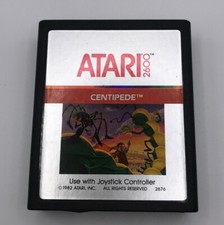 ATARI 2600
CENTIPEDE™
Use with Joystick Controller
© 1982 ATARI, INC. ALL RIGHTS RESERVED. 2676